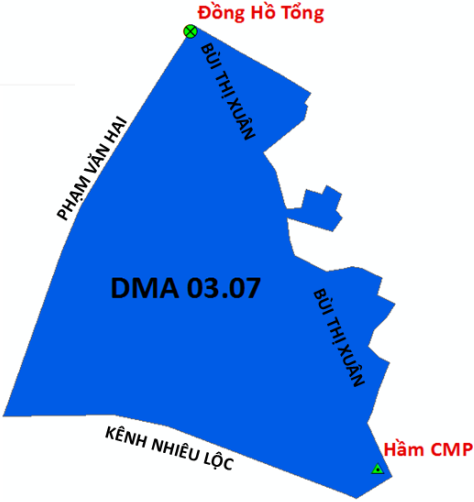 Đồng Hồ Tổng
BÙI THỊ XUÂN
PHẠM VĂN HAI
DMA 03.07
BÙI THỊ XUÂN
KÊNH NHIÊU LỘC
Hầm CMP